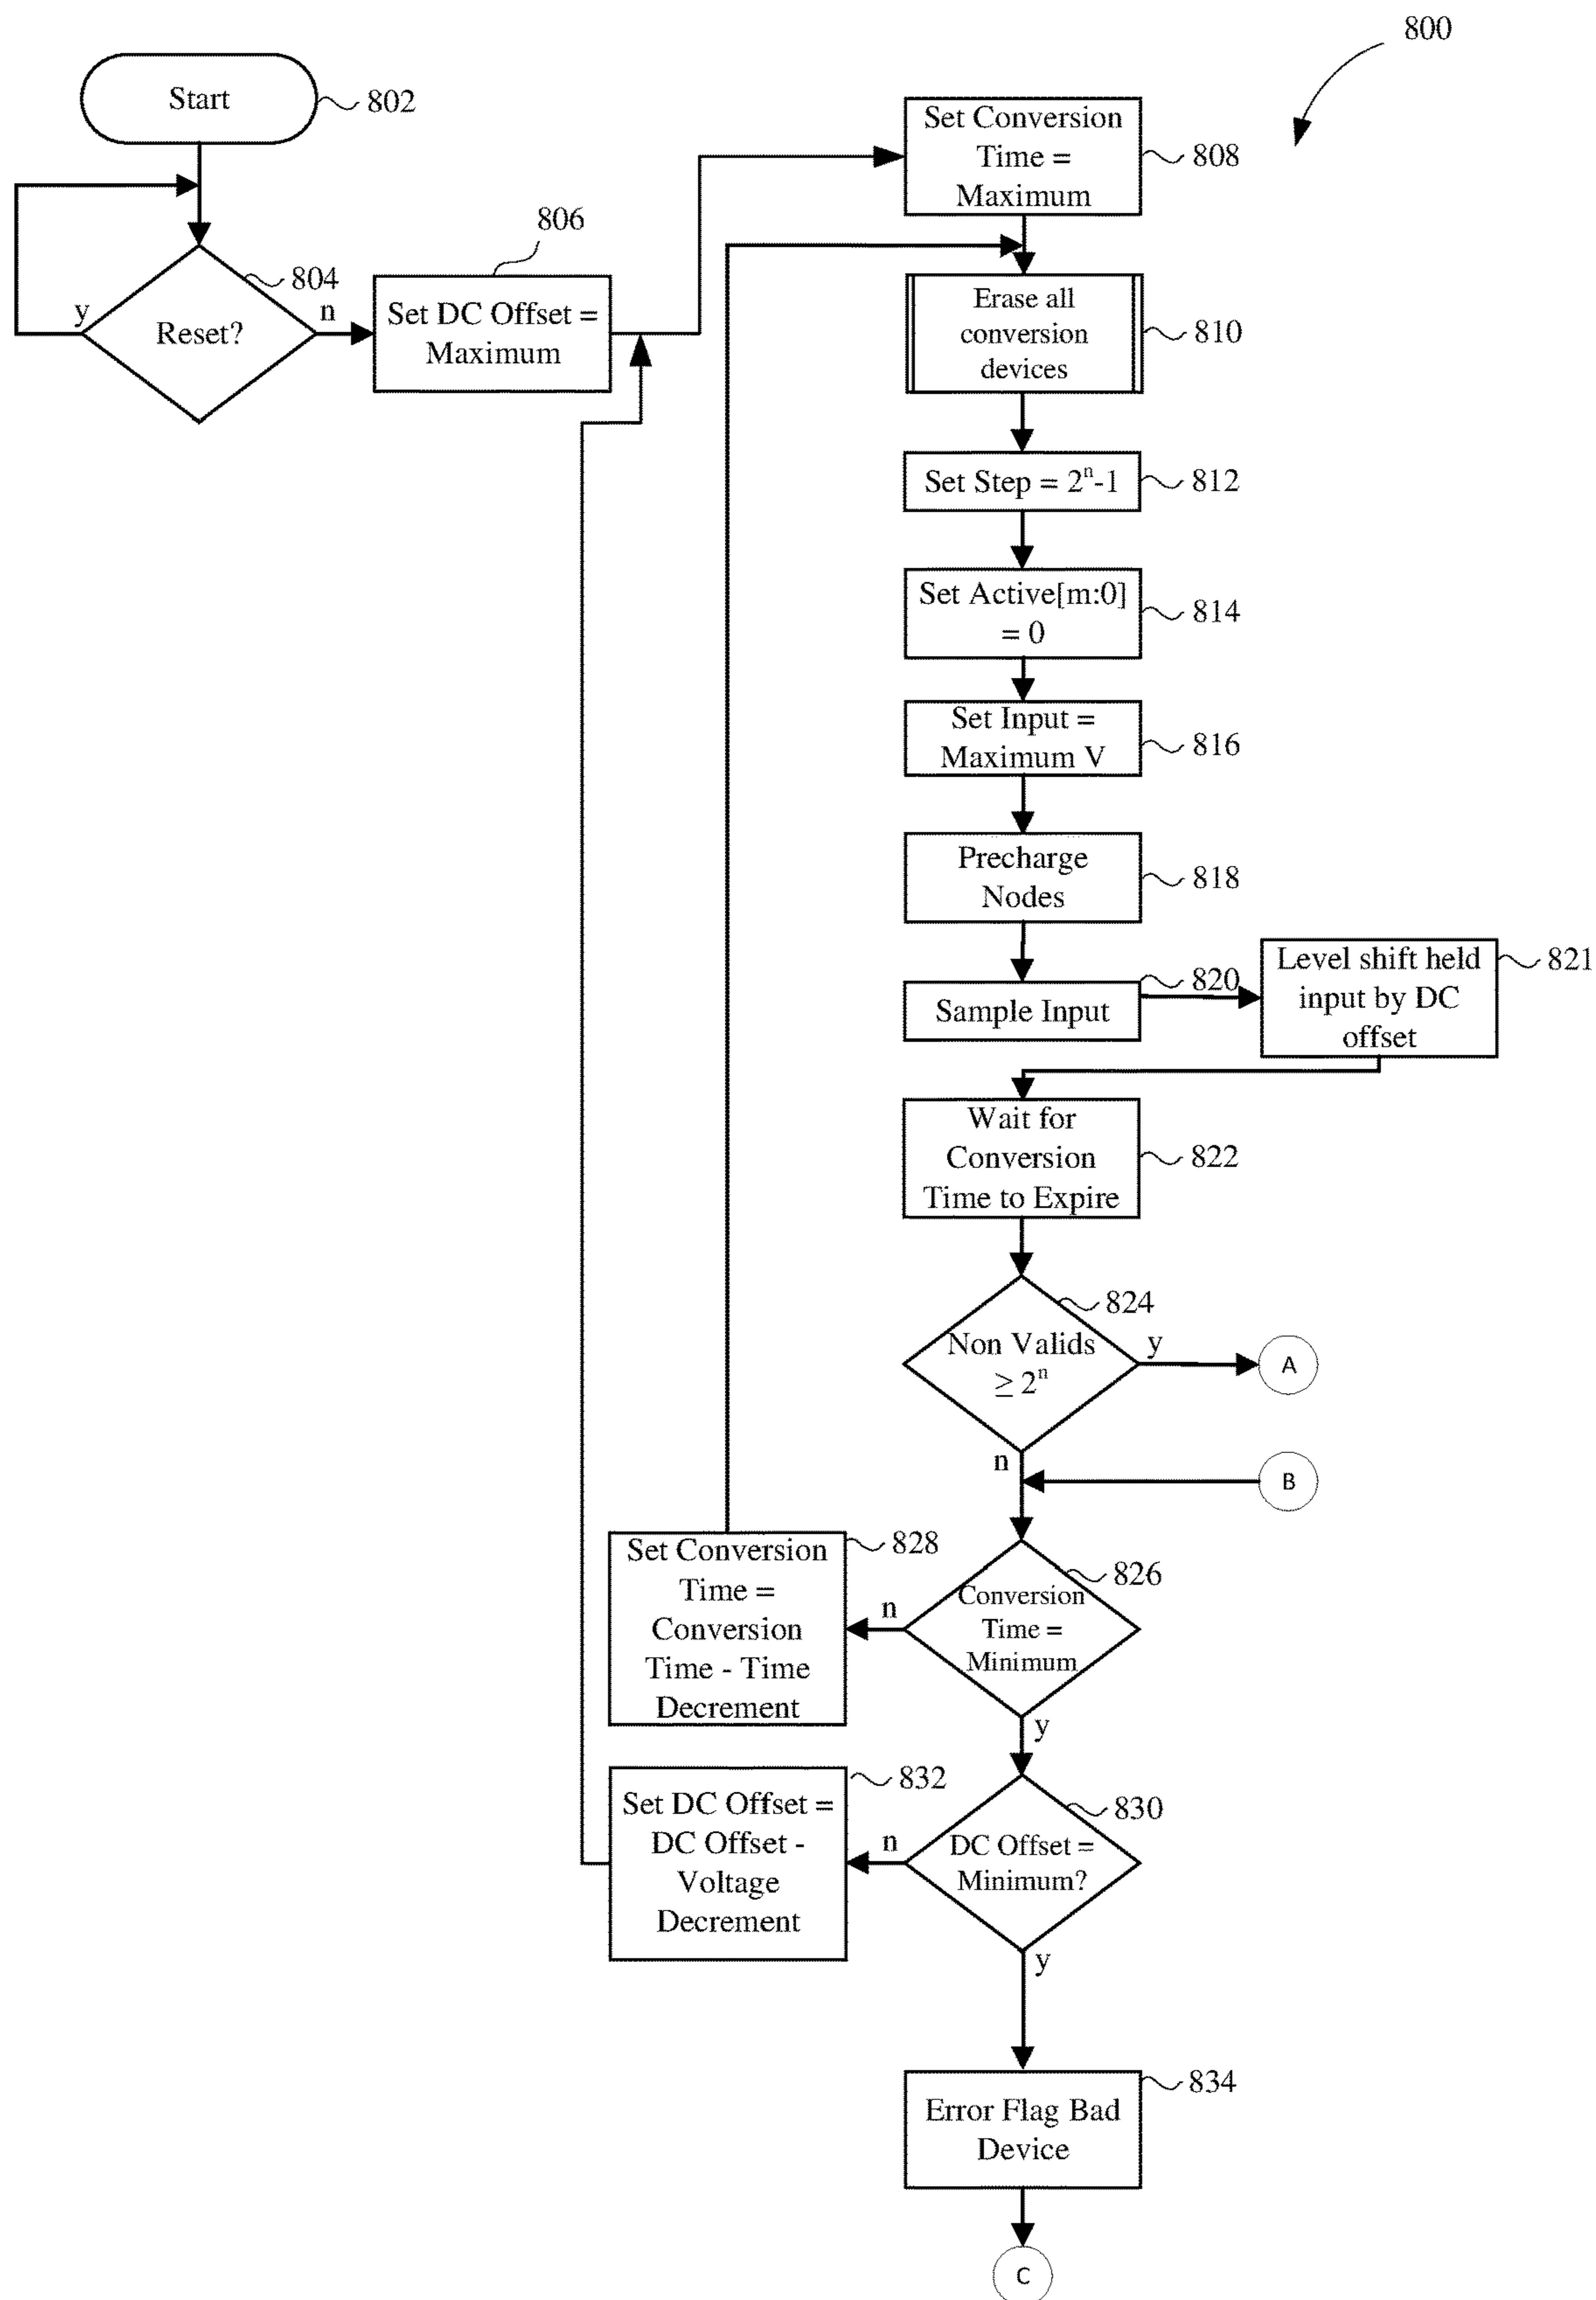 800
Start
802
Reset?
804
y
n
806
Set DC Offset =
Maximum
Set Conversion
Time =
Maximum
808
Erase all
conversion
devices
810
Set Step = 2ⁿ-1
812
Set Active[m:0]
= 0
814
Set Input =
Maximum V
816
Precharge
Nodes
818
Sample Input
820
Level shift held
input by DC
offset
821
Wait for
Conversion
Time to Expire
822
Non Valids
≥ 2ⁿ
824
y
A
n
B
Conversion
Time =
Minimum
826
n
Set Conversion
Time =
Conversion
Time - Time
Decrement
828
y
DC Offset =
Minimum?
830
n
Set DC Offset =
DC Offset -
Voltage
Decrement
832
y
Error Flag Bad
Device
834
C